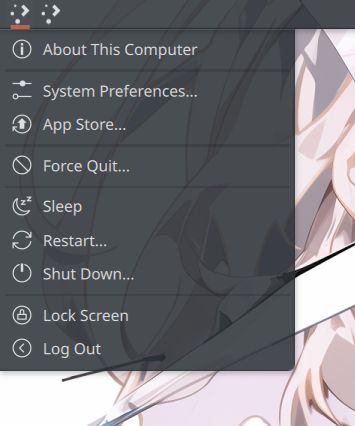 About This Computer
System Preferences...
App Store...
Force Quit...
Sleep
Restart...
Shut Down...
Lock Screen
Log Out